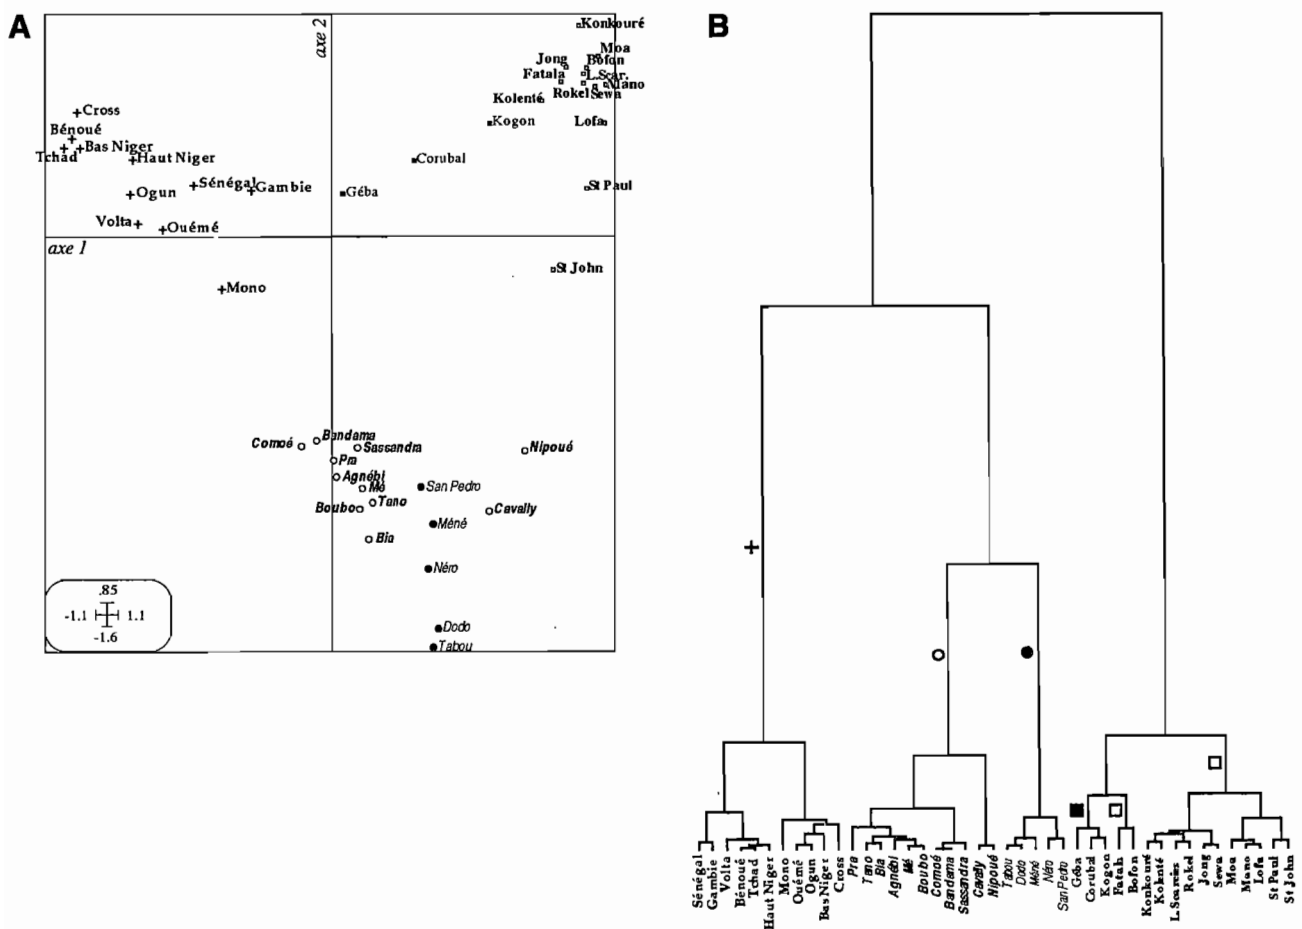 A
axe 2
Konkouré
Moa
Jong
Bofon
Fatala
L.Scar.
Mano
Rokel
Sewa
Kolenté
Kogon
Lofa
Cross
Bénoué
Bas Niger
Tchad
Haut Niger
Corubal
Sénégal
Gambie
Géba
St Paul
Ogun
Volta
Ouémé
axe 1
St John
Mono
Comoé
Bandama
Sassandra
Nipoué
Pra
Agnébi
Mé
San Pedro
Tano
Boubo
Cavally
Méné
Bia
Néro
.85
-1.1
1.1
-1.6
Dodo
Tabou
B
Sénégal
Gambie
Volta
Bénoué
Tchad
Haut Niger
Mono
Ouémé
Ogun
Bas Niger
Cross
Pra
Tano
Bia
Agnébi
Mé
Boubo
Comoé
Bandama
Sassandra
Cavaly
Nipoué
Tabou
Dodo
Méné
Néro
San Pedro
Géba
Corubal
Kogon
Fatala
Bofon
Konkouré
Kolenté
L.Scarcies
Rokel
Jong
Sewa
Moa
Mano
Lofa
St Paul
St John